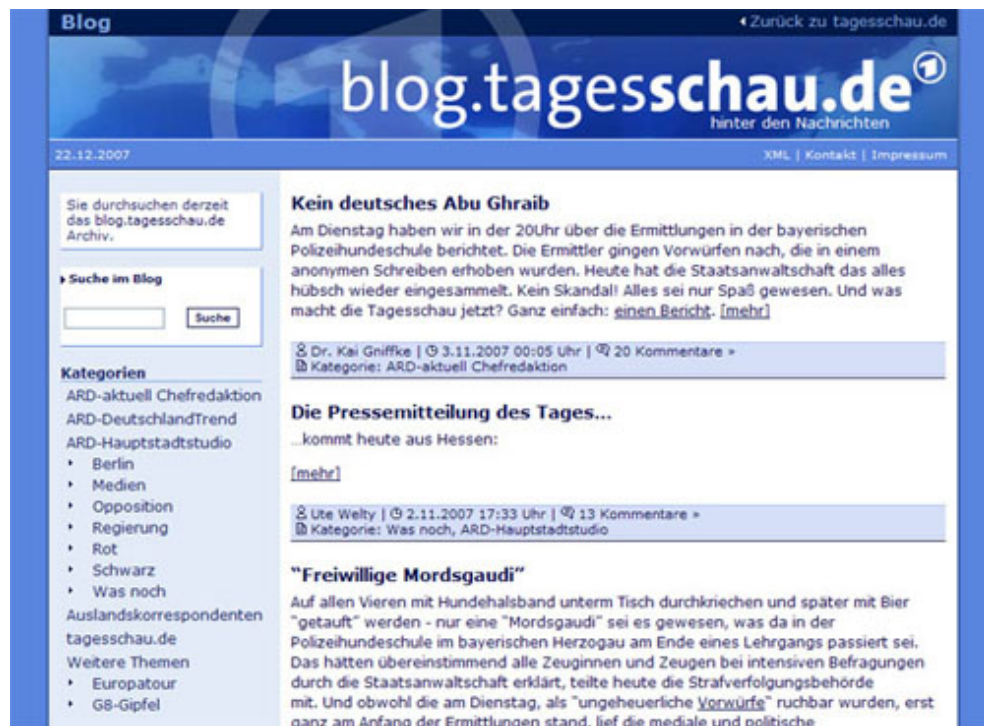 Blog
Zurück zu tagesschau.de
blog.tagesschau.de
hinter den Nachrichten
22.12.2007
XML | Kontakt | Impressum
Sie durchsuchen derzeit
das blog.tagesschau.de
Archiv.
Suche im Blog
Suche
Kategorien
ARD-aktuell Chefredaktion
ARD-DeutschlandTrend
ARD-Hauptstadtstudio
Berlin
Medien
Opposition
Regierung
Rot
Schwarz
Was noch
Auslandskorrespondenten
tagesschau.de
Weitere Themen
Europatour
G8-Gipfel
Kein deutsches Abu Ghraib
Am Dienstag haben wir in der 20Uhr über die Ermittlungen in der bayerischen
Polizeihundeschule berichtet. Die Ermittler gingen Vorwürfen nach, die in einem
anonymen Schreiben erhoben wurden. Heute hat die Staatsanwaltschaft das alles
hübsch wieder eingesammelt. Kein Skandal! Alles sei nur Spaß gewesen. Und was
macht die Tagesschau jetzt? Ganz einfach: einen Bericht. [mehr]
Dr. Kai Gniffke | 3.11.2007 00:05 Uhr | 20 Kommentare »
Kategorie: ARD-aktuell Chefredaktion
Die Pressemitteilung des Tages...
...kommt heute aus Hessen:
[mehr]
Ute Welty | 2.11.2007 17:33 Uhr | 13 Kommentare »
Kategorie: Was noch, ARD-Hauptstadtstudio
"Freiwillige Mordsgaudi"
Auf allen Vieren mit Hundehalsband unterm Tisch durchkriechen und später mit Bier
"getauft" werden - nur eine "Mordsgaudi" sei es gewesen, was da in der
Polizeihundeschule im bayerischen Herzogau am Ende eines Lehrgangs passiert sei.
Das hätten übereinstimmend alle Zeuginnen und Zeugen bei intensiven Befragungen
durch die Staatsanwaltschaft erklärt, teilte heute die Strafverfolgungsbehörde
mit. Und obwohl die am Dienstag, als "ungeheuerliche Vorwürfe" ruchbar wurden, erst
ganz am Anfang der Ermittlungen stand, lief die mediale und politische